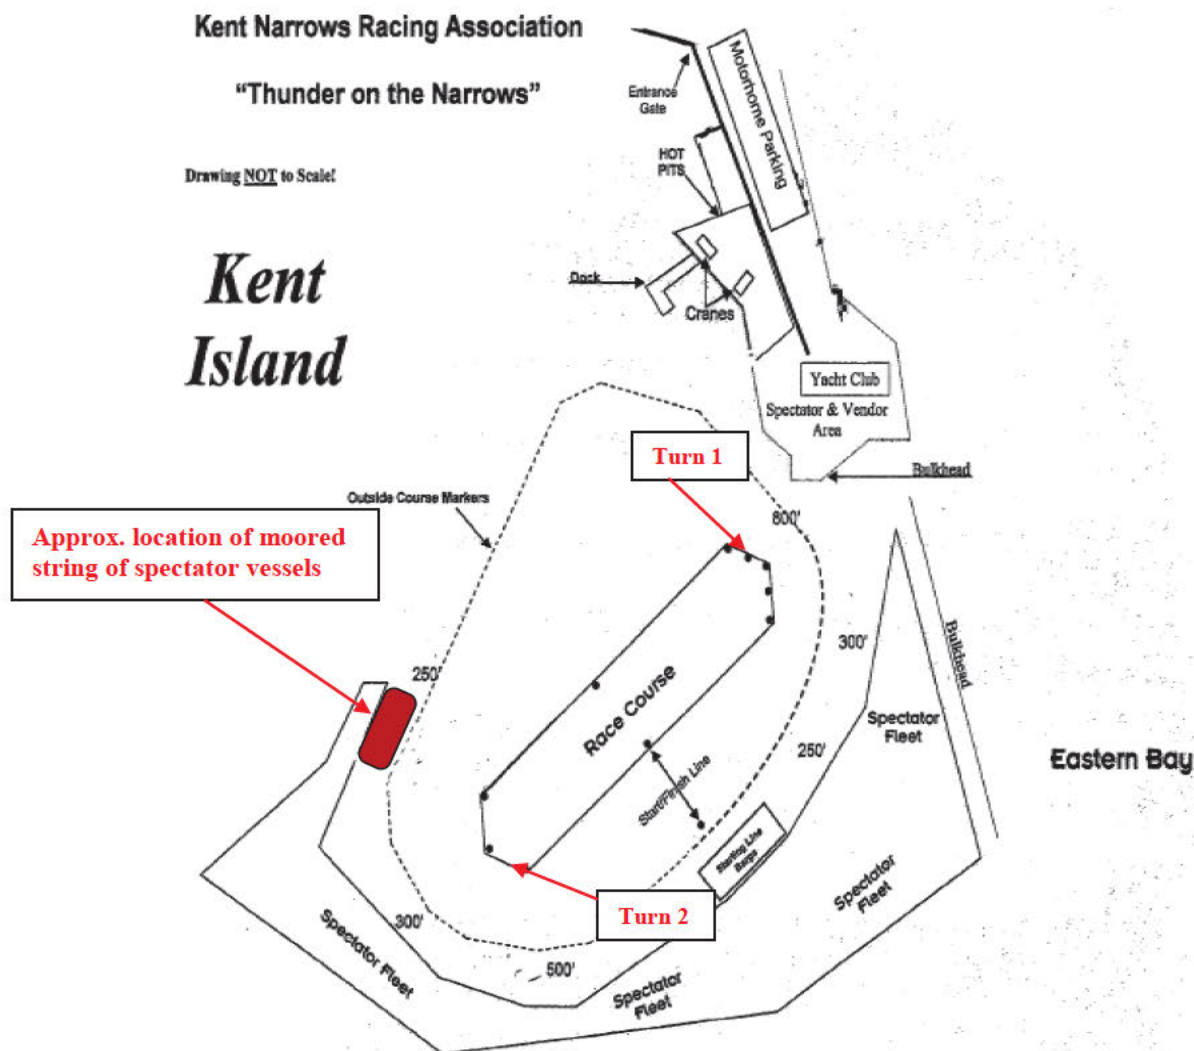 Kent Narrows Racing Association
"Thunder on the Narrows"
Drawing NOT to Scale!
Kent
Island
Entrance
Gate
Motorhome Parking
HOT
PITS
Dock
Cranes
Yacht Club
Spectator & Vendor
Area
Bulkhead
Turn 1
Outside Course Markers
800'
Approx. location of moored
string of spectator vessels
250'
300'
Bulkhead
Race Course
Spectator
Fleet
250'
Eastern Bay
Start/Finish Line
Starting Line
Barge
Spectator
Fleet
Turn 2
300'
Spectator Fleet
500'
Spectator
Fleet